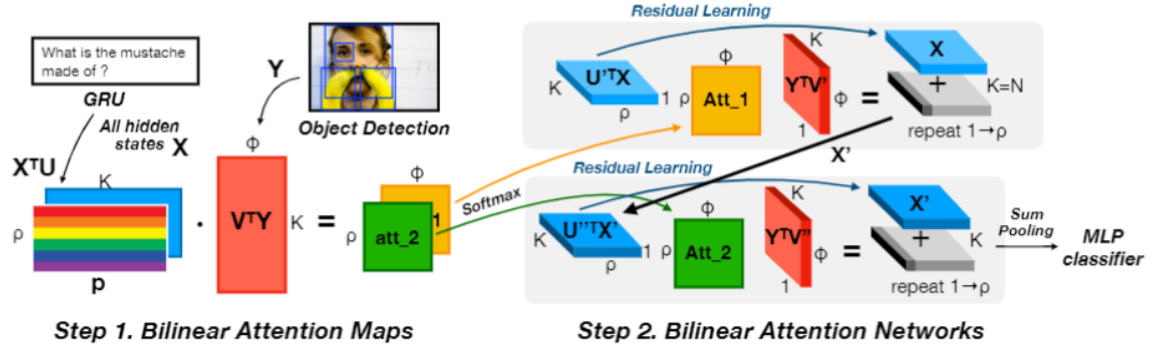 What is the mustache
made of ?
GRU
All hidden
states X
XᵀU
K
ρ
p
·
Y
Object Detection
Φ
VᵀY
K
=
Φ
1
ρ
att_2
Softmax
Step 1. Bilinear Attention Maps
Residual Learning
U'ᵀX
K
ρ
1
ρ
Φ
Att_1
K
YᵀV'
Φ
1
=
X
+
K=N
repeat 1→ρ
X'
Residual Learning
U''ᵀX'
K
ρ
1
ρ
Φ
Att_2
K
YᵀV''
Φ
1
=
X'
+
K
repeat 1→ρ
Sum
Pooling
MLP
classifier
Step 2. Bilinear Attention Networks